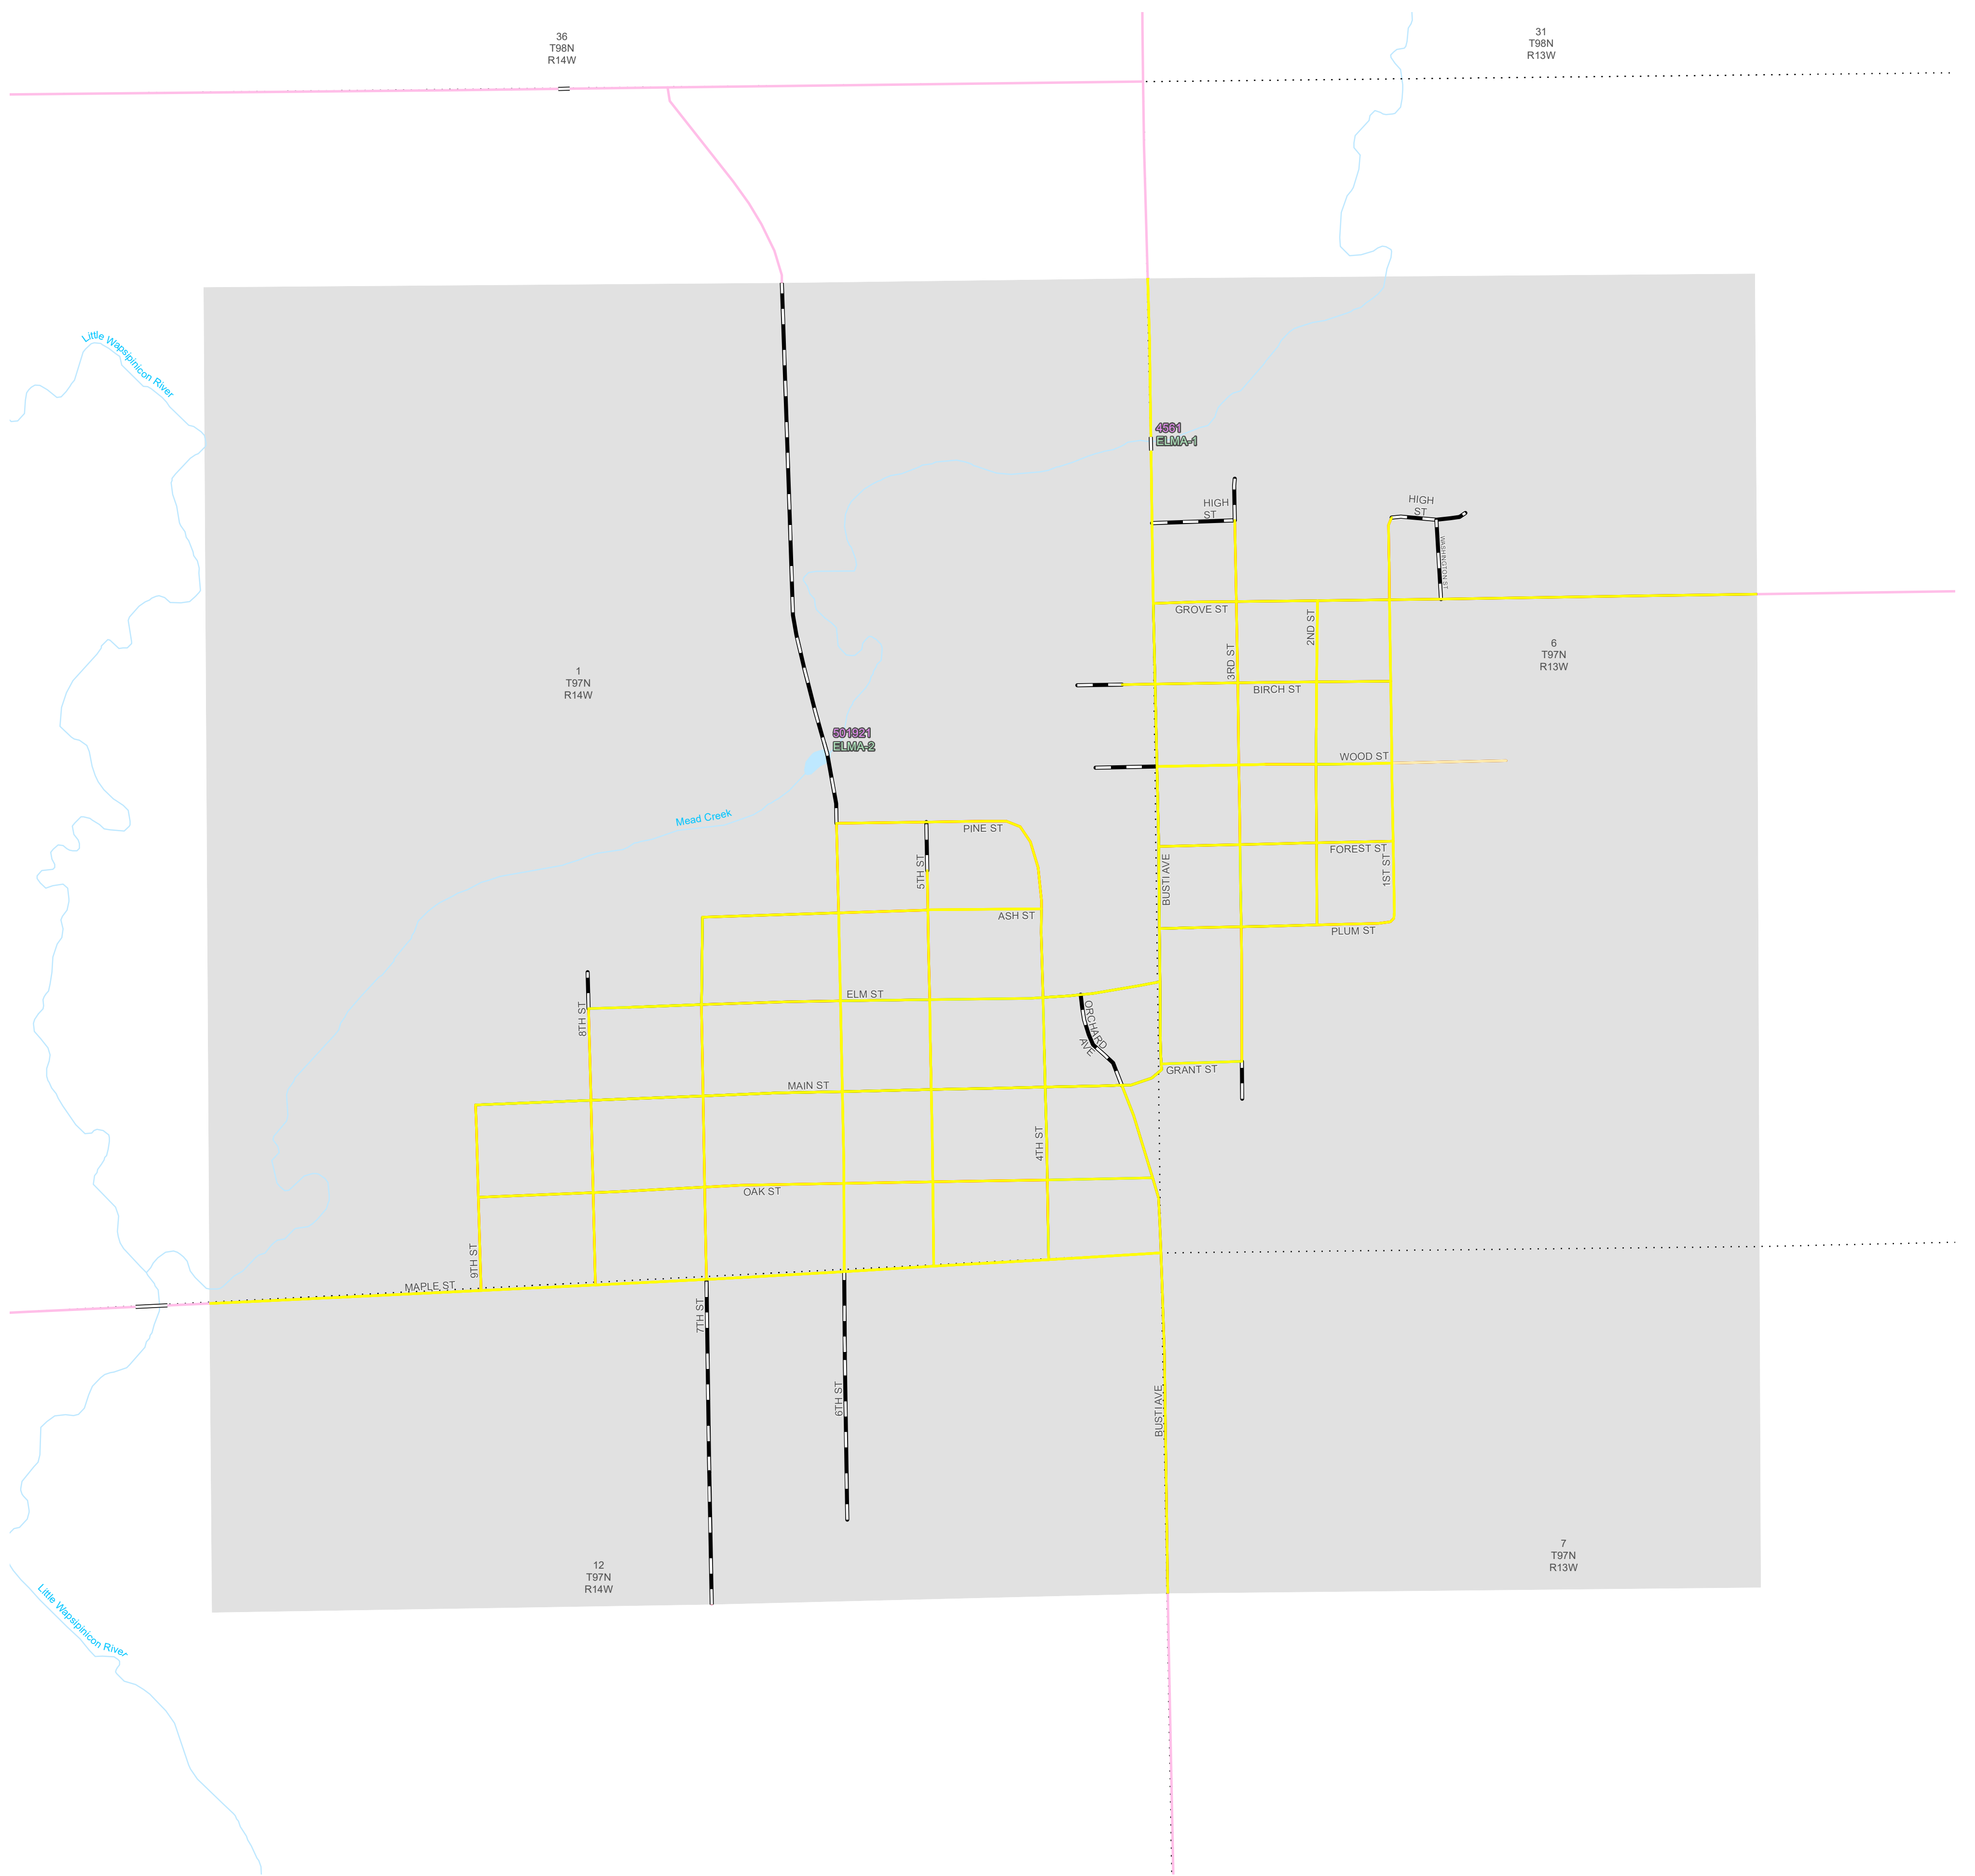 36
T98N
R14W
31
T98N
R13W
Little Wapsipinicon River
4561
ELMA-1
HIGH
ST
HIGH
ST
WASHINGTON ST
GROVE ST
2ND ST
3RD ST
6
T97N
R13W
1
T97N
R14W
BIRCH ST
501921
ELMA-2
WOOD ST
Mead Creek
PINE ST
FOREST ST
5TH ST
BUSTI AVE
1ST ST
ASH ST
PLUM ST
ELM ST
8TH ST
ORCHARD
AVE
GRANT ST
MAIN ST
4TH ST
OAK ST
9TH ST
MAPLE ST
7TH ST
6TH ST
BUSTI AVE
12
T97N
R14W
7
T97N
R13W
Little Wapsipinicon River